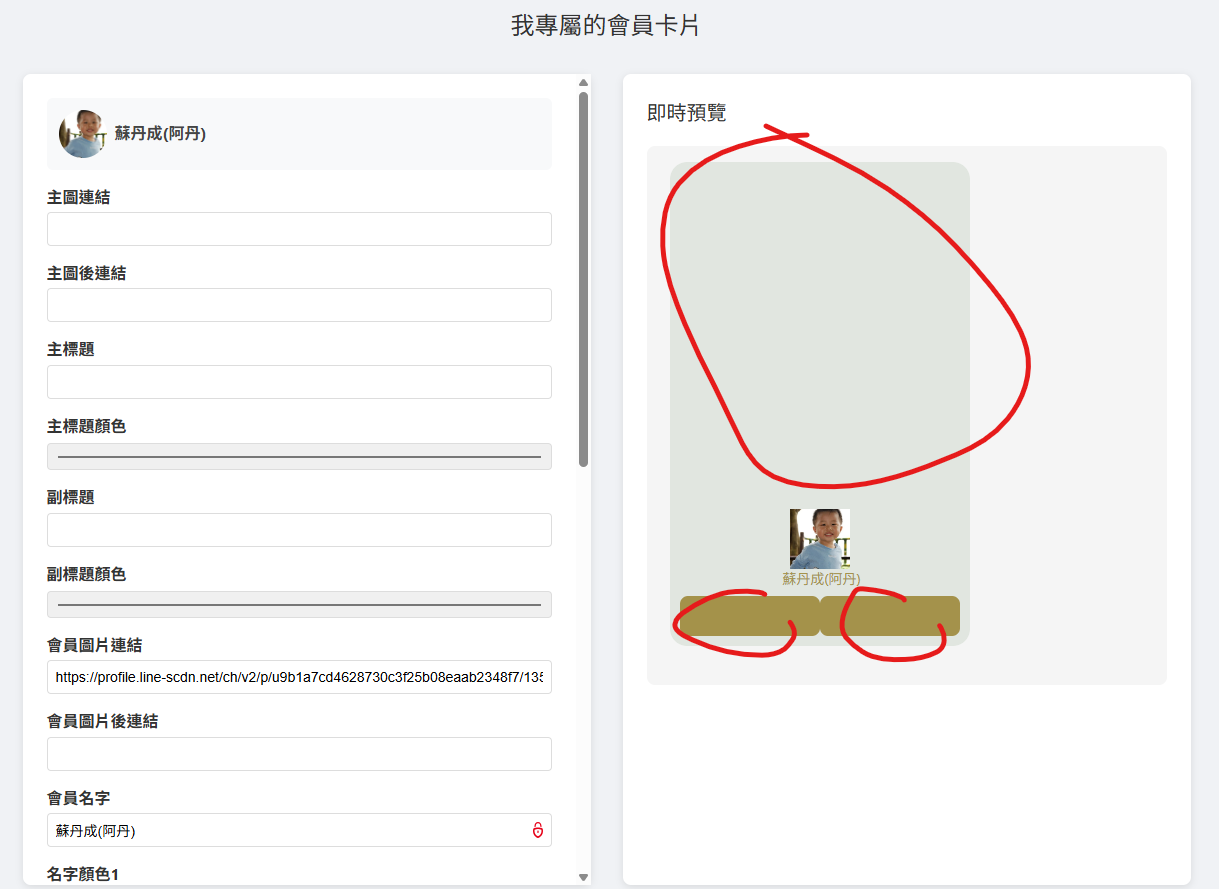 我專屬的會員卡片
蘇丹成(阿丹)
主圖連結
主圖後連結
主標題
主標題顏色
副標題
副標題顏色
會員圖片連結
https://profile.line-scdn.net/ch/v2/p/u9b1a7cd4628730c3f25b08eaab2348f7/135
會員圖片後連結
會員名字
蘇丹成(阿丹)
名字顏色1
即時預覽
蘇丹成(阿丹)